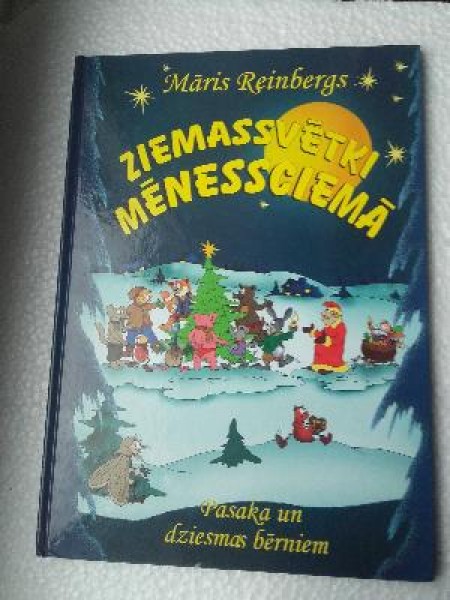 Māris Reinbergs
ZIEMASSVĒTKI
MĒNESSCIEMĀ
Pasaka un
dziesmas bērniem